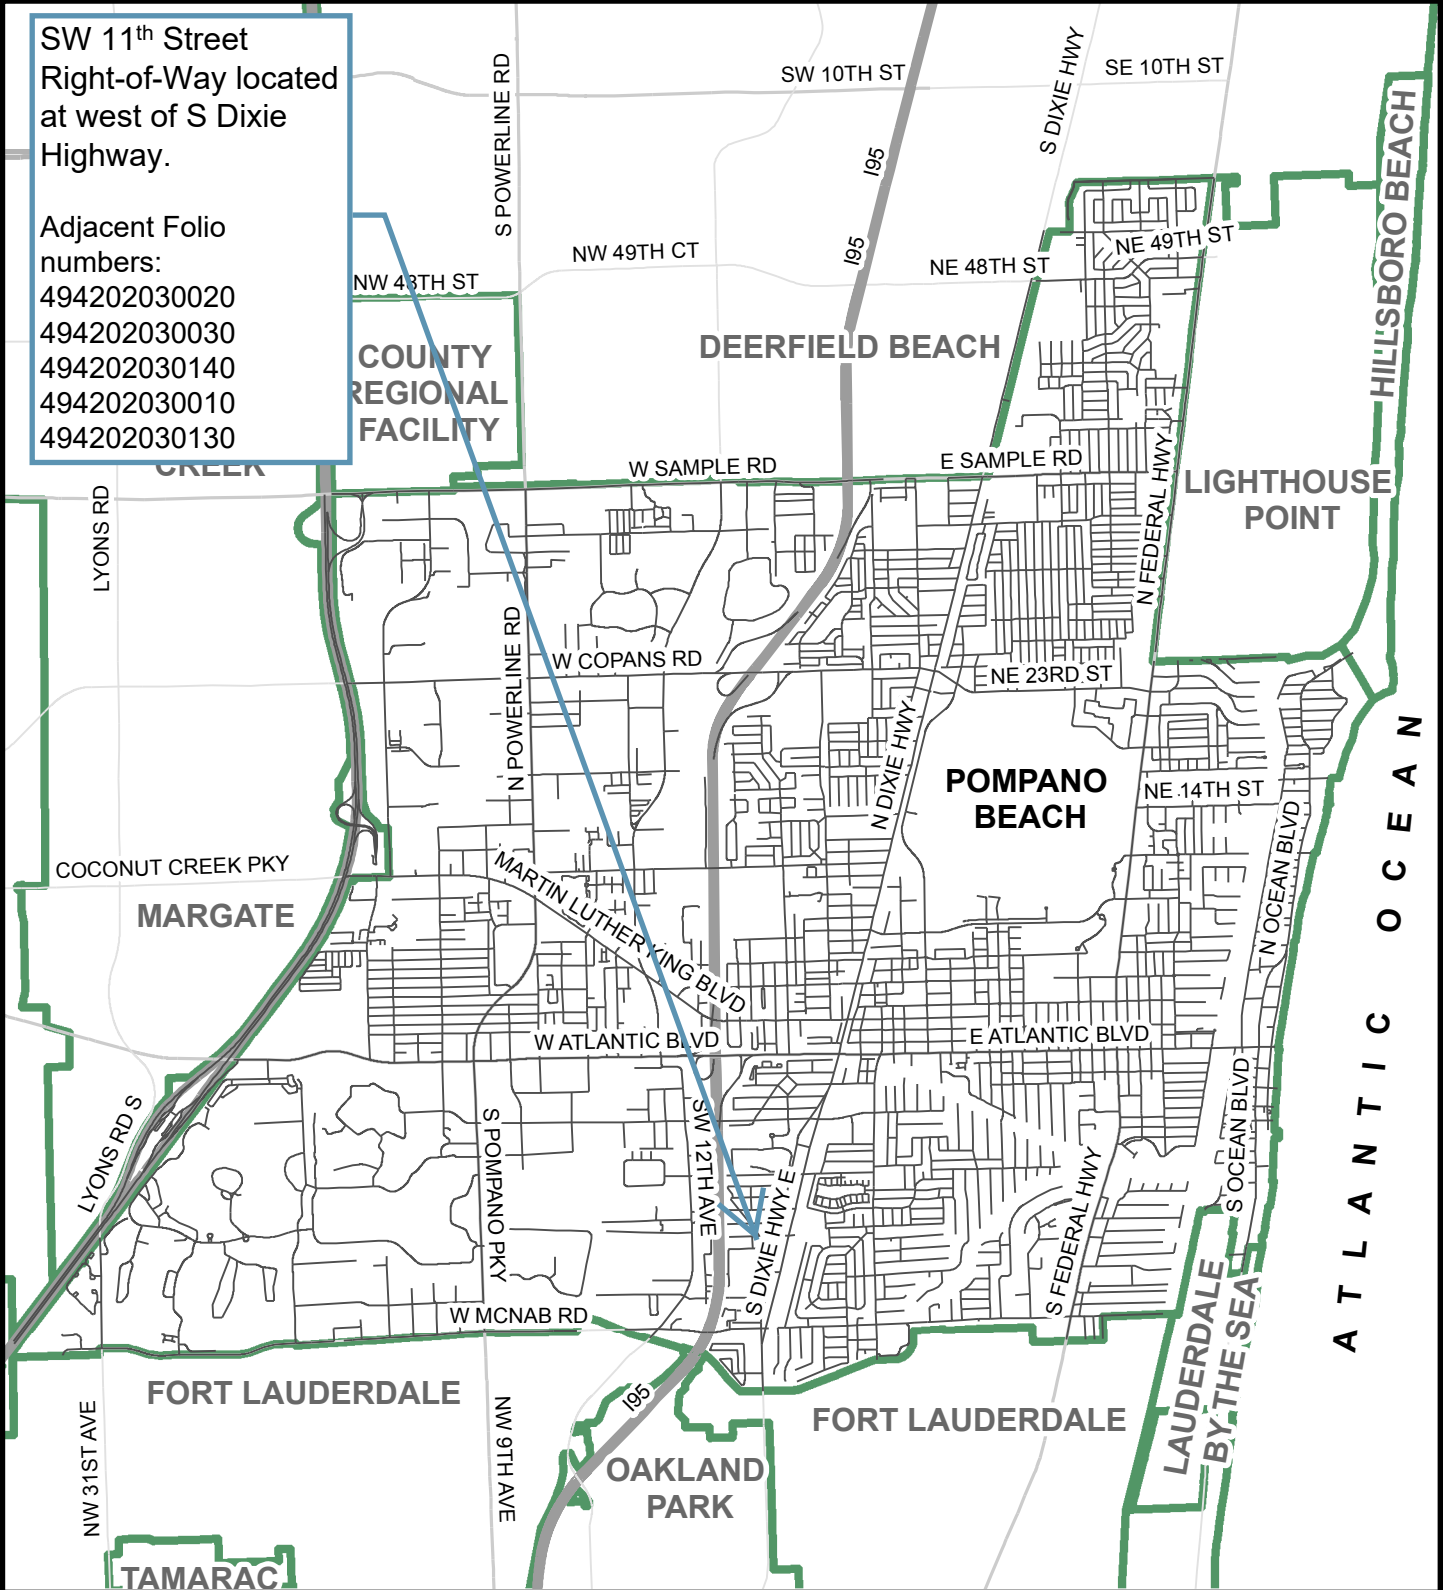 SW 11th Street
Right-of-Way located
at west of S Dixie
Highway.
Adjacent Folio
numbers:
494202030020
494202030030
494202030140
494202030010
494202030130
S POWERLINE RD
SW 10TH ST
S DIXIE HWY
SE 10TH ST
I95
HILLSBORO BEACH
NW 49TH CT
I95
NE 48TH ST
NE 49TH ST
NW 48TH ST
COUNTY
REGIONAL
FACILITY
DEERFIELD BEACH
CREEK
W SAMPLE RD
E SAMPLE RD
LIGHTHOUSE
POINT
LYONS RD
N FEDERAL HWY
N POWERLINE RD
W COPANS RD
NE 23RD ST
N DIXIE HWY
POMPANO
BEACH
NE 14TH ST
ATLANTIC OCEAN
COCONUT CREEK PKY
MARTIN LUTHER KING BLVD
N OCEAN BLVD
MARGATE
W ATLANTIC BLVD
E ATLANTIC BLVD
LYONS RD S
S POMPANO PKY
SW 12TH AVE
S DIXIE HWY E
S FEDERAL HWY
S OCEAN BLVD
W MCNAB RD
LAUDERDALE
BY THE SEA
FORT LAUDERDALE
I95
FORT LAUDERDALE
NW 31ST AVE
NW 9TH AVE
OAKLAND
PARK
TAMARAC